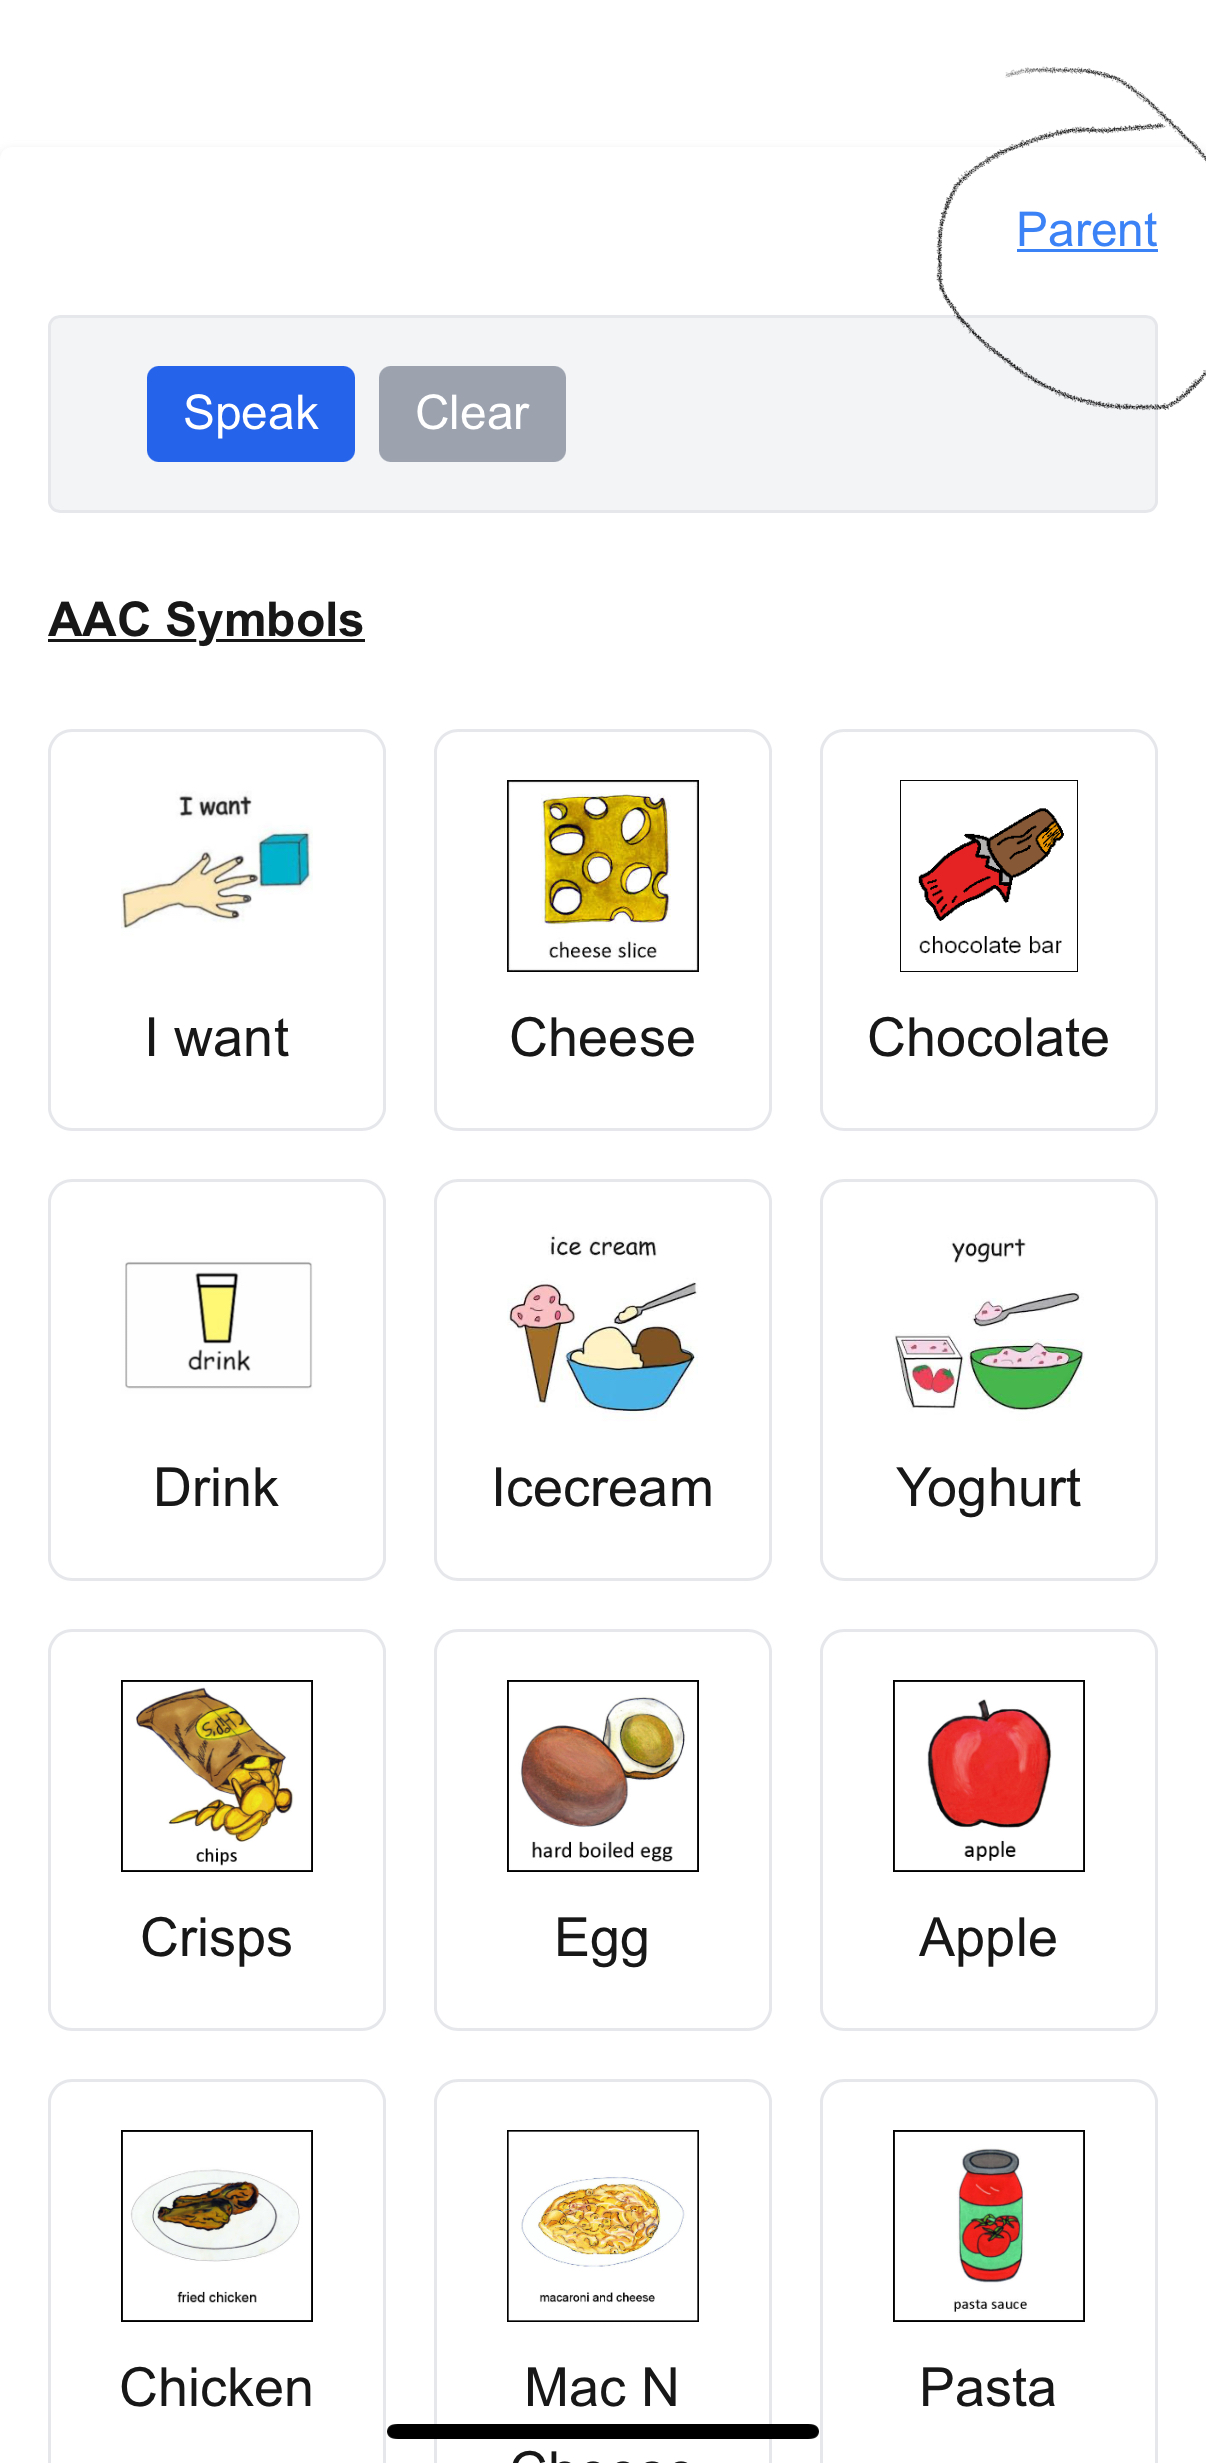 Parent
Speak Clear
AAC Symbols
I want
cheese slice
chocolate bar
I want Cheese Chocolate
ice cream
yogurt
drink
Drink Icecream Yoghurt
Chips
chips
hard boiled egg
apple
Crisps Egg Apple
fried chicken
macaroni and cheese
pasta sauce
Chicken Mac N Pasta
Cheese